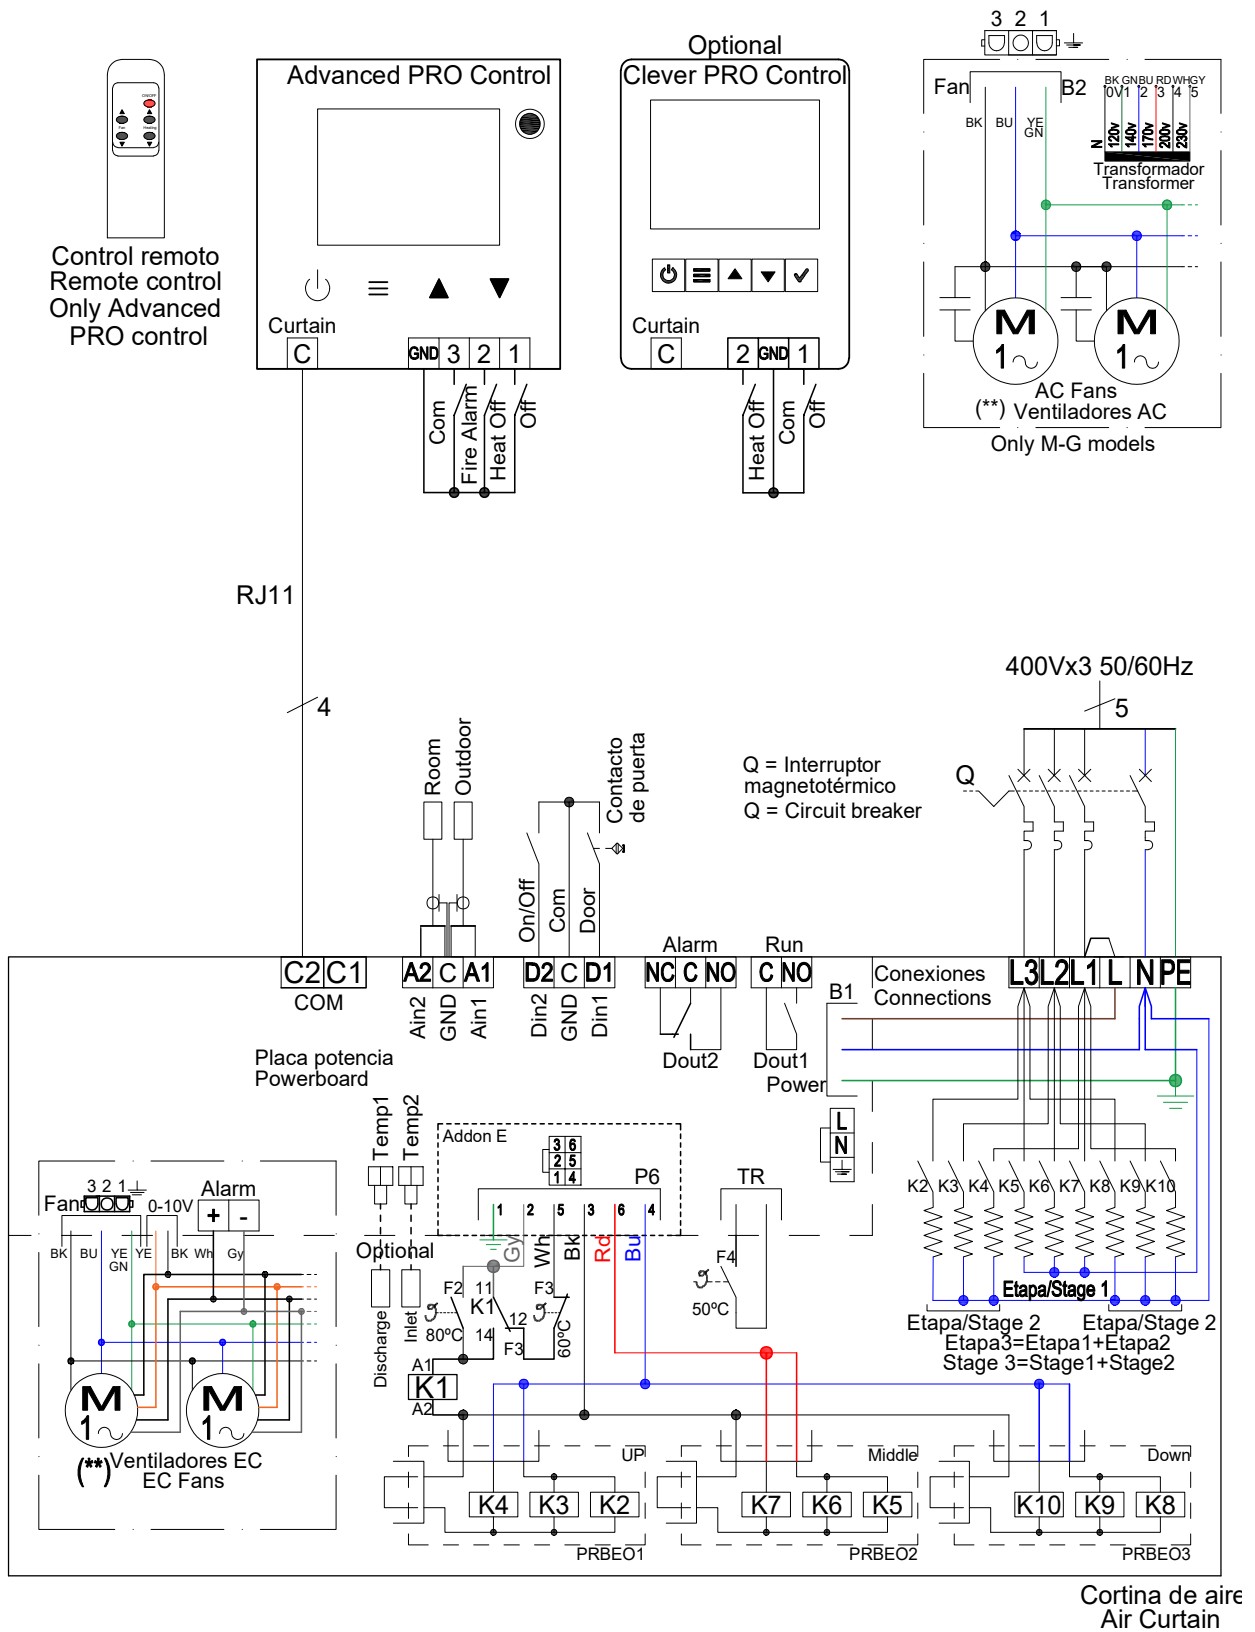 3 2 1
Optional
Advanced PRO Control
Clever PRO Control
ON/OFF
Fan
Heating
Control remoto
Remote control
Only Advanced
PRO control
Curtain
C
GND 3 2 1
Com
Fire Alarm
Heat Off
Off
Curtain
C
2 GND 1
Heat Off
Com
Off
Fan
B2
BK
BU
YE
GN
BK GN BU RD WH GY
0V 1 2 3 4 5
N
120v
140v
170v
200v
230v
Transformador
Transformer
M
1
M
1
AC Fans
(**) Ventiladores AC
Only M-G models
RJ11
4
400Vx3 50/60Hz
5
Q
Q = Interruptor
magnetotérmico
Q = Circuit breaker
Room
Outdoor
On/Off
Com
Door
Contacto
de puerta
Alarm
Run
C2 C1
COM
A2 C A1
Ain2
GND
Ain1
D2 C D1
Din2
GND
Din1
NC C NO
Dout2
C NO
Dout1
Power
B1
Conexiones
Connections
L3 L2 L1 L N PE
Placa potencia
Powerboard
L
N
Temp1
Temp2
Optional
Discharge
Inlet
Addon E
3 6
2 5
1 4
P6
1 2 5 3 6 4
Gy
Wh
Bk
Rd
Bu
TR
F4
50ºC
F2
80ºC
11
K1
12
14
F3
F3
60ºC
A1
K1
A2
K2 K3 K4 K5 K6 K7 K8 K9 K10
Etapa/Stage 1
Etapa/Stage 2
Etapa/Stage 2
Etapa3=Etapa1+Etapa2
Stage 3=Stage1+Stage2
3 2 1
Fan
0-10V
Alarm
+ -
BK
BU
YE
GN
YE
BK
Wh
Gy
M
1
M
1
(**) Ventiladores EC
EC Fans
UP
K4 K3 K2
PRBEO1
Middle
K7 K6 K5
PRBEO2
Down
K10 K9 K8
PRBEO3
Cortina de aire
Air Curtain